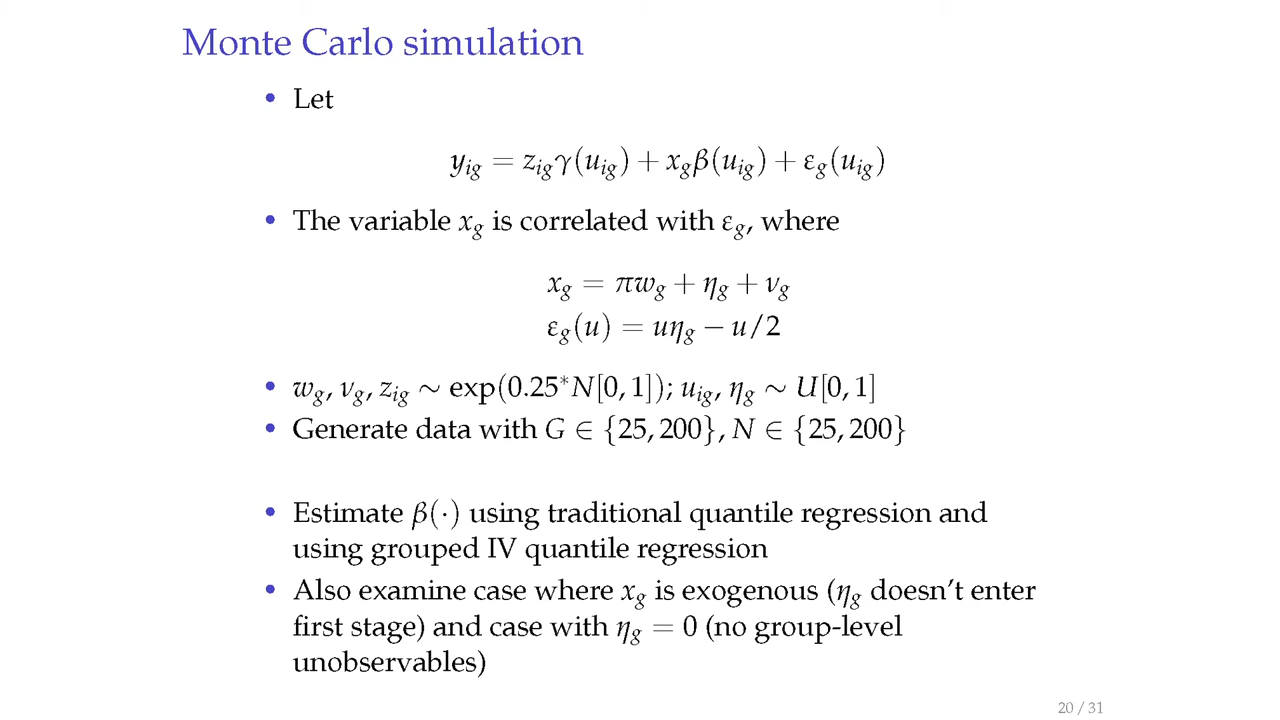 Monte Carlo simulation
• Let
y_{ig} = z_{ig}γ(u_{ig}) + x_gβ(u_{ig}) + ε_g(u_{ig})
• The variable x_g is correlated with ε_g, where
x_g = πw_g + η_g + ν_g
ε_g(u) = uη_g − u/2
• w_g, ν_g, z_{ig} ∼ exp(0.25*N[0, 1]); u_{ig}, η_g ∼ U[0, 1]
• Generate data with G ∈ {25, 200}, N ∈ {25, 200}
• Estimate β(·) using traditional quantile regression and
using grouped IV quantile regression
• Also examine case where x_g is exogenous (η_g doesn't enter
first stage) and case with η_g = 0 (no group-level
unobservables)
20 / 31